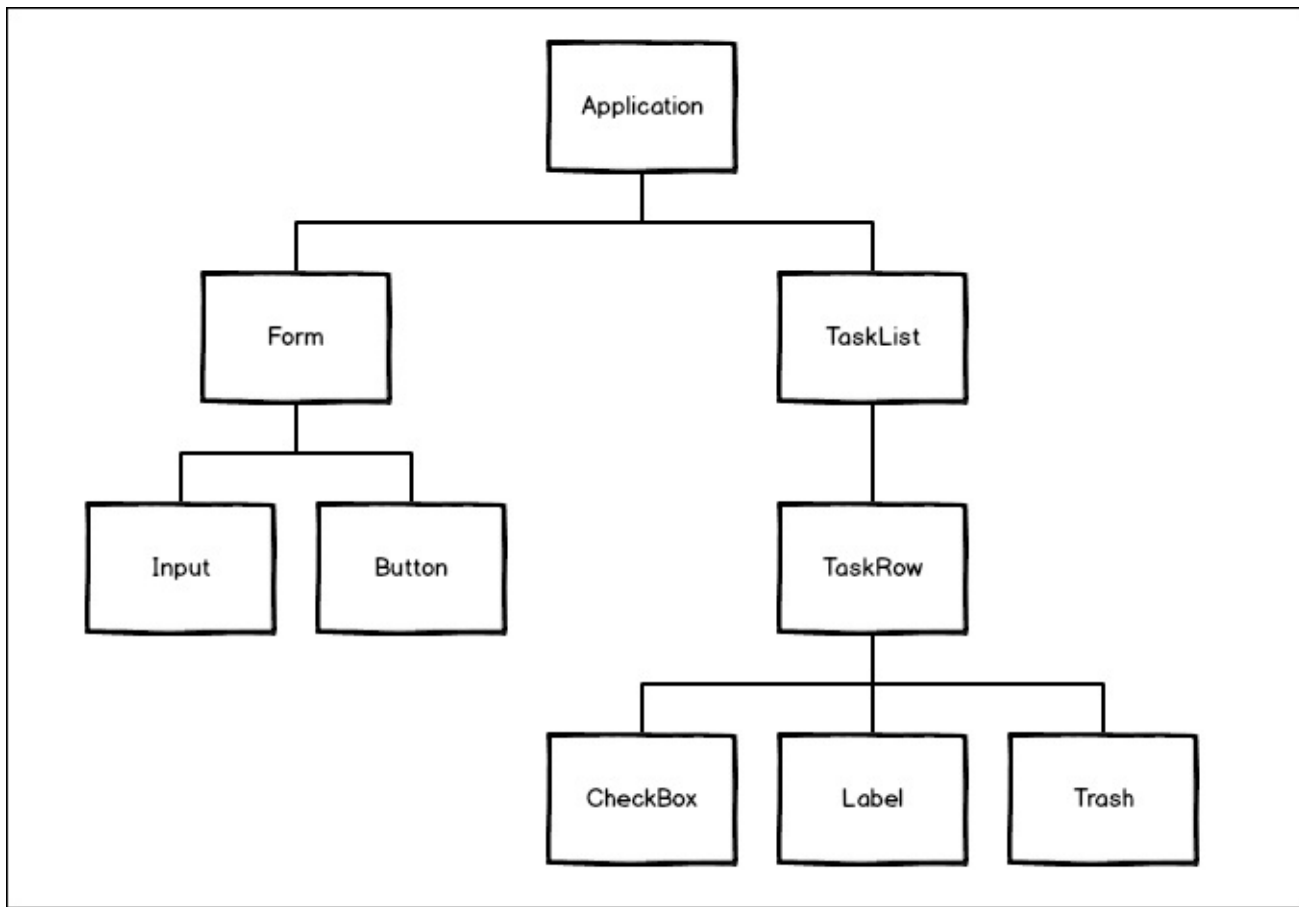 Application
Form
TaskList
Input
Button
TaskRow
CheckBox
Label
Trash